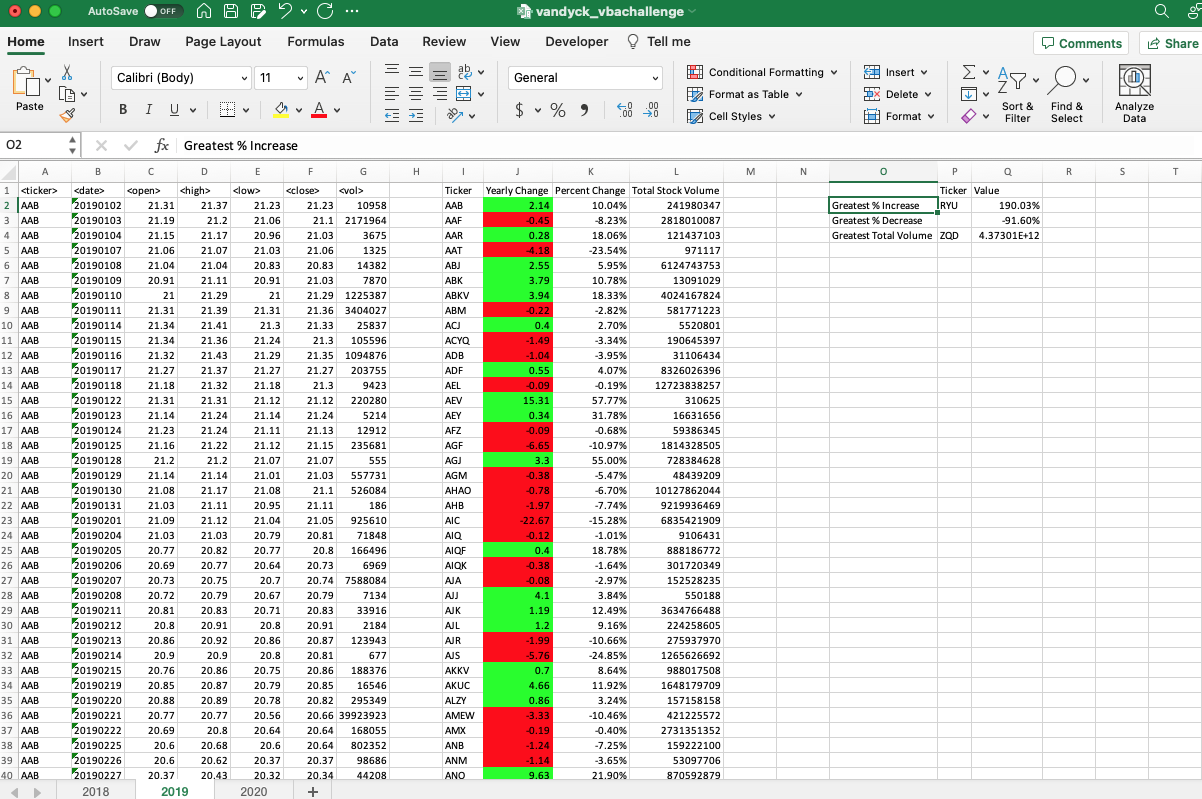 AutoSave OFF vandyck_vbachallenge
Home Insert Draw Page Layout Formulas Data Review View Developer Tell me Comments Share
Paste Calibri (Body) 11 General Conditional Formatting Format as Table Cell Styles Insert Delete Format Sort & Filter Find & Select Analyze Data
O2 fx Greatest % Increase
A B C D E F G H I J K L M N O P Q R S T
1 <ticker> <date> <open> <high> <low> <close> <vol> Ticker Yearly Change Percent Change Total Stock Volume Ticker Value
2 AAB 20190102 21.31 21.37 21.23 21.23 10958 AAB 2.14 10.04% 241980347 Greatest % Increase RYU 190.03%
3 AAB 20190103 21.19 21.2 21.06 21.1 2171964 AAF -0.45 -8.23% 2818010087 Greatest % Decrease -91.60%
4 AAB 20190104 21.15 21.17 20.96 21.03 3675 AAR 0.28 18.06% 121437103 Greatest Total Volume ZQD 4.37301E+12
5 AAB 20190107 21.06 21.07 21.03 21.06 1325 AAT -4.18 -23.54% 971117
6 AAB 20190108 21.04 21.04 20.83 20.83 14382 ABJ 2.55 5.95% 6124743753
7 AAB 20190109 20.91 21.11 20.91 21.03 7870 ABK 3.79 10.78% 13091029
8 AAB 20190110 21 21.29 21 21.29 1225387 ABKV 3.94 18.33% 4024167824
9 AAB 20190111 21.31 21.39 21.31 21.36 3404027 ABM -0.22 -2.82% 581771223
10 AAB 20190114 21.34 21.41 21.3 21.33 25837 ACJ 0.4 2.70% 5520801
11 AAB 20190115 21.34 21.36 21.24 21.3 105596 ACYQ -1.49 -3.34% 190645397
12 AAB 20190116 21.32 21.43 21.29 21.35 1094876 ADB -1.04 -3.95% 31106434
13 AAB 20190117 21.27 21.37 21.27 21.27 203755 ADF 0.55 4.07% 8326026396
14 AAB 20190118 21.18 21.32 21.18 21.3 9423 AEL -0.09 -0.19% 12723838257
15 AAB 20190122 21.31 21.31 21.12 21.12 220280 AEV 15.31 57.77% 310625
16 AAB 20190123 21.14 21.24 21.14 21.24 5214 AEY 0.34 31.78% 16631656
17 AAB 20190124 21.23 21.24 21.11 21.13 12912 AFZ -0.09 -0.68% 59386345
18 AAB 20190125 21.16 21.22 21.12 21.15 235681 AGF -6.65 -10.97% 1814328505
19 AAB 20190128 21.2 21.2 21.07 21.07 555 AGJ 3.3 55.00% 728384628
20 AAB 20190129 21.14 21.14 21.01 21.03 557731 AGM -0.38 -5.47% 48439209
21 AAB 20190130 21.08 21.17 21.08 21.1 526084 AHAO -0.78 -6.70% 10127862044
22 AAB 20190131 21.03 21.11 20.95 21.11 186 AHB -1.97 -7.74% 9219936469
23 AAB 20190201 21.09 21.12 21.04 21.05 925610 AIC -22.67 -15.28% 6835421909
24 AAB 20190204 21.03 21.03 20.79 20.81 71848 AIQ -0.12 -1.01% 9106431
25 AAB 20190205 20.77 20.82 20.77 20.8 166496 AIQF 0.4 18.78% 888186772
26 AAB 20190206 20.69 20.77 20.64 20.73 6969 AIQK -0.38 -1.64% 301720349
27 AAB 20190207 20.73 20.75 20.7 20.74 7588084 AJA -0.08 -2.97% 152528235
28 AAB 20190208 20.72 20.79 20.67 20.79 7134 AJJ 4.1 3.84% 550188
29 AAB 20190211 20.81 20.83 20.71 20.83 33916 AJK 1.19 12.49% 3634766488
30 AAB 20190212 20.8 20.91 20.8 20.91 2184 AJL 1.2 9.16% 224258605
31 AAB 20190213 20.86 20.92 20.86 20.87 123943 AJR -1.99 -10.66% 275937970
32 AAB 20190214 20.9 20.9 20.8 20.81 677 AJS -5.76 -24.85% 1265626692
33 AAB 20190215 20.76 20.86 20.75 20.86 188376 AKKV 0.7 8.64% 988017508
34 AAB 20190219 20.85 20.87 20.79 20.85 16546 AKUC 4.66 11.92% 1648179709
35 AAB 20190220 20.88 20.89 20.78 20.82 295349 ALZY 0.86 3.24% 157158158
36 AAB 20190221 20.77 20.77 20.56 20.66 39923923 AMEW -3.33 -10.46% 421225572
37 AAB 20190222 20.69 20.8 20.64 20.64 168055 AMX -0.19 -0.40% 2731351352
38 AAB 20190225 20.6 20.68 20.6 20.64 802352 ANB -1.24 -7.25% 159222100
39 AAB 20190226 20.6 20.62 20.37 20.37 98686 ANM -1.14 -3.65% 53097706
40 AAB 20190227 20.37 20.43 20.32 20.34 44208 ANO 9.63 21.90% 870592879
2018 2019 2020 +